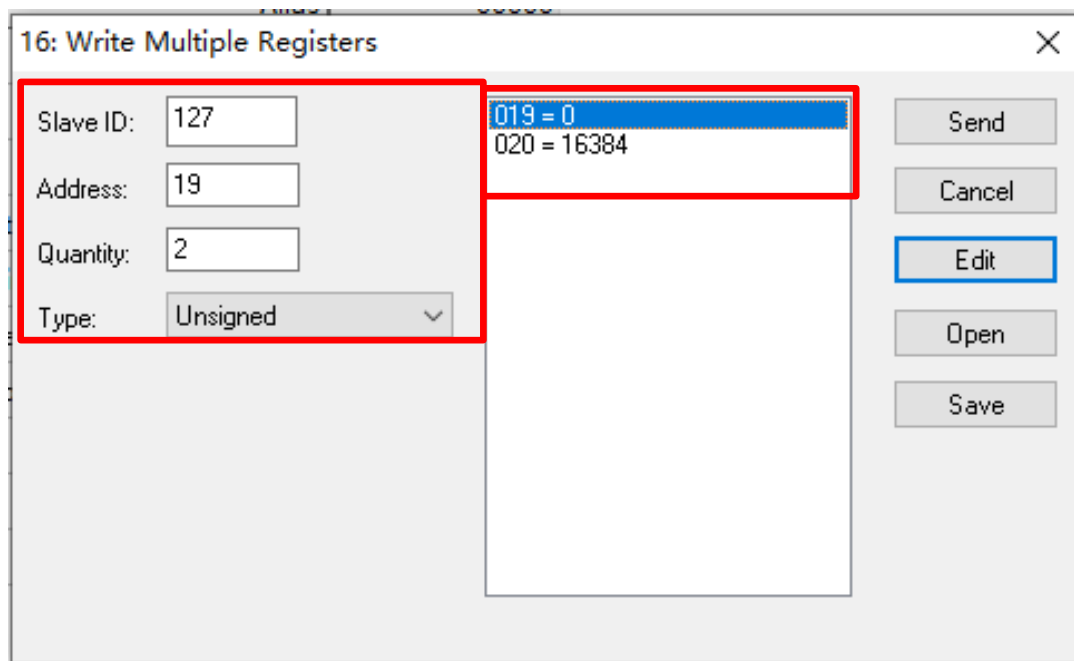 16: Write Multiple Registers
Slave ID: 127
Address: 19
Quantity: 2
Type: Unsigned
019 = 0
020 = 16384
Send
Cancel
Edit
Open
Save